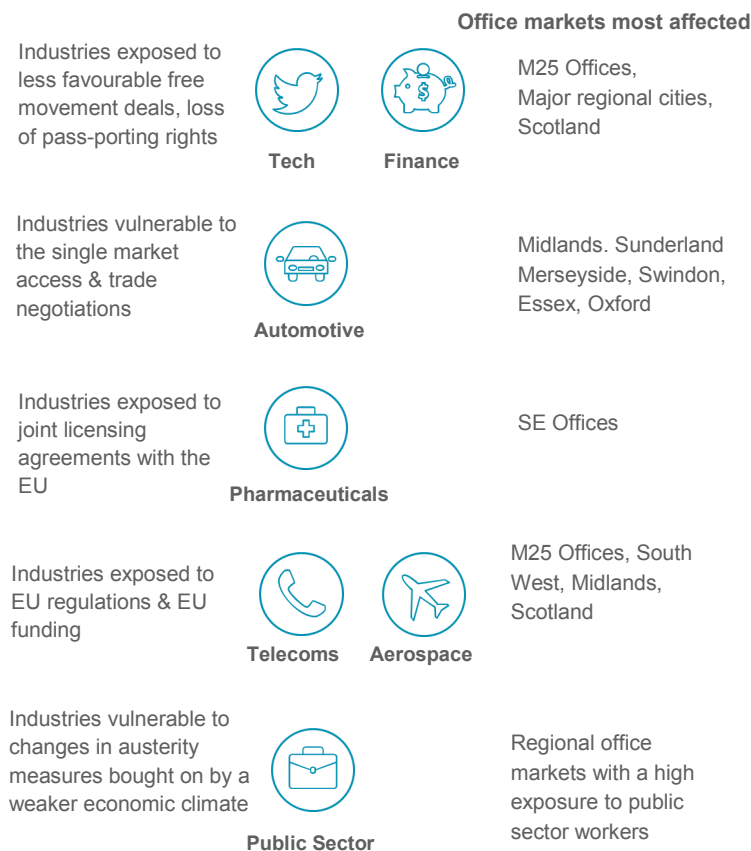 Office markets most affected
Industries exposed to
less favourable free
movement deals, loss
of pass-porting rights
Tech
Finance
M25 Offices,
Major regional cities,
Scotland
Industries vulnerable to
the single market
access & trade
negotiations
Automotive
Midlands. Sunderland
Merseyside, Swindon,
Essex, Oxford
Industries exposed to
joint licensing
agreements with the
EU
Pharmaceuticals
SE Offices
Industries exposed to
EU regulations & EU
funding
Telecoms
Aerospace
M25 Offices, South
West, Midlands,
Scotland
Industries vulnerable to
changes in austerity
measures bought on by a
weaker economic climate
Public Sector
Regional office
markets with a high
exposure to public
sector workers